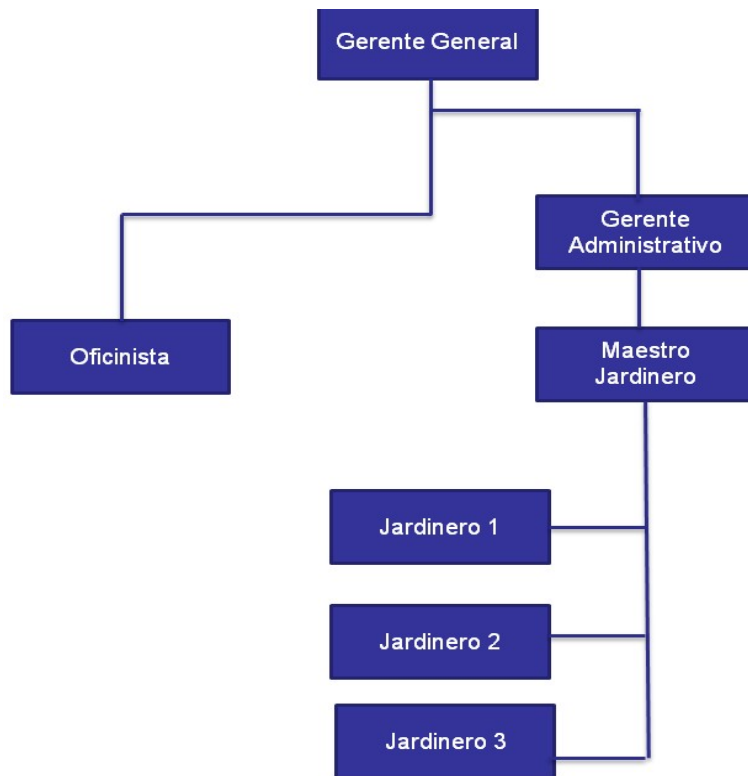 Gerente General
Gerente
Administrativo
Oficinista
Maestro
Jardinero
Jardinero 1
Jardinero 2
Jardinero 3